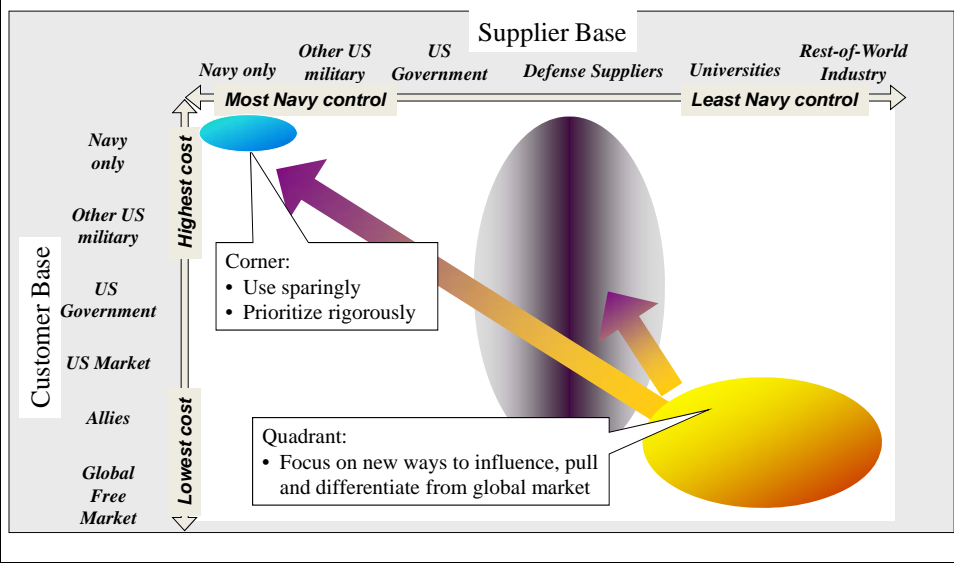 Supplier Base
Navy only
Other US
military
US
Government
Defense Suppliers
Universities
Rest-of-World
Industry
Most Navy control
Least Navy control
Customer Base
Navy
only
Other US
military
US
Government
US Market
Allies
Global
Free
Market
Highest cost
Lowest cost
Corner:
• Use sparingly
• Prioritize rigorously
Quadrant:
• Focus on new ways to influence, pull
and differentiate from global market